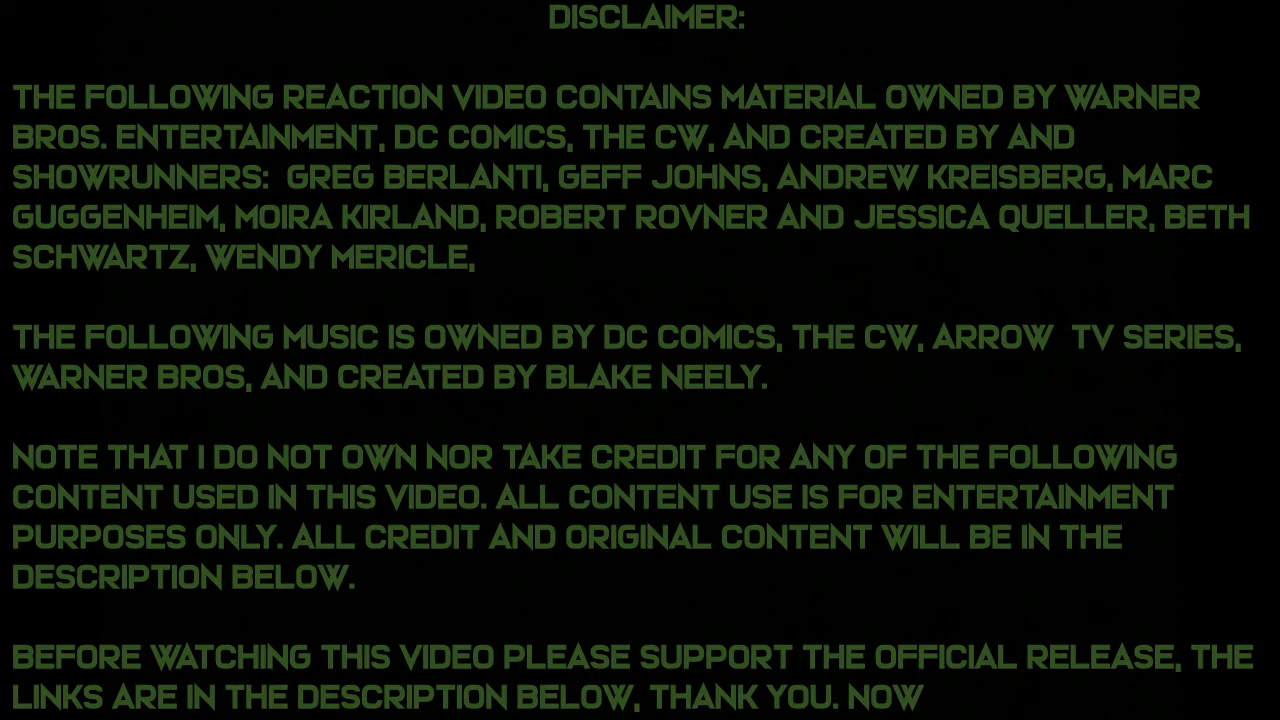 DISCLAIMER:
THE FOLLOWING REACTION VIDEO CONTAINS MATERIAL OWNED BY WARNER
BROS. ENTERTAINMENT, DC COMICS, THE CW, AND CREATED BY AND
SHOWRUNNERS: GREG BERLANTI, GEFF JOHNS, ANDREW KREISBERG, MARC
GUGGENHEIM, MOIRA KIRLAND, ROBERT ROVNER AND JESSICA QUELLER, BETH
SCHWARTZ, WENDY MERICLE,
THE FOLLOWING MUSIC IS OWNED BY DC COMICS, THE CW, ARROW TV SERIES,
WARNER BROS, AND CREATED BY BLAKE NEELY.
NOTE THAT I DO NOT OWN NOR TAKE CREDIT FOR ANY OF THE FOLLOWING
CONTENT USED IN THIS VIDEO. ALL CONTENT USE IS FOR ENTERTAINMENT
PURPOSES ONLY. ALL CREDIT AND ORIGINAL CONTENT WILL BE IN THE
DESCRIPTION BELOW.
BEFORE WATCHING THIS VIDEO PLEASE SUPPORT THE OFFICIAL RELEASE, THE
LINKS ARE IN THE DESCRIPTION BELOW, THANK YOU. NOW